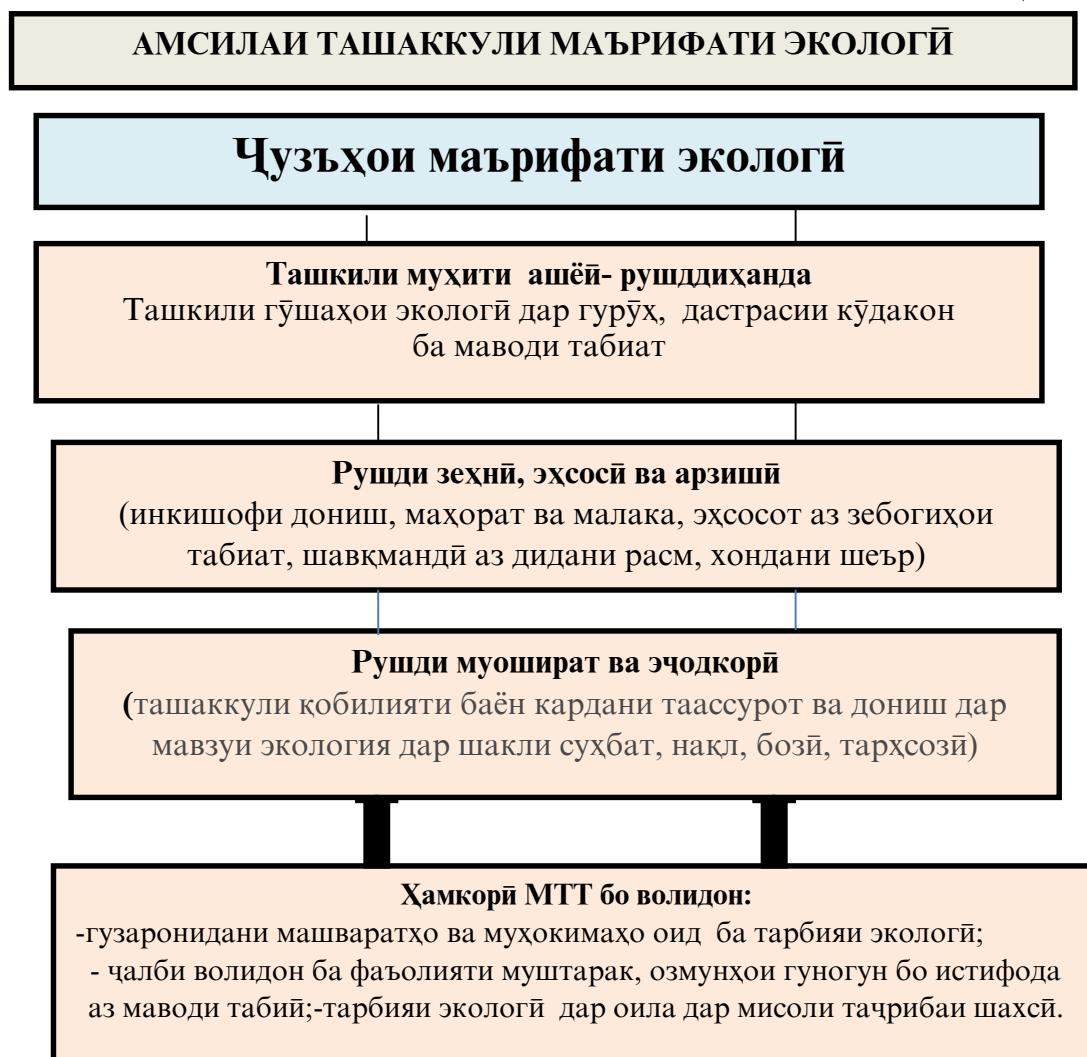 АМСИЛАИ ТАШАККУЛИ МАЪРИФАТИ ЭКОЛОГӢ
Ҷузъҳои маърифати экологӣ
Ташкили муҳити ашёӣ- рушддиҳанда
Ташкили гӯшаҳои экологӣ дар гурӯҳ, дастрасии кӯдакон
ба маводи табиат
Рушди зеҳнӣ, эҳсосӣ ва арзишӣ
(инкишофи дониш, маҳорат ва малака, эҳсосот аз зебогиҳои
табиат, шавқмандӣ аз дидани расм, хондани шеър)
Рушди муошират ва эҷодкорӣ
(ташаккули қобилияти баён кардани таассурот ва дониш дар
мавзуи экология дар шакли суҳбат, нақл, бозӣ, тарҳсозӣ)
Ҳамкорӣ МТТ бо волидон:
-гузаронидани машваратҳо ва муҳокимаҳо оид ба тарбияи экологӣ;
- ҷалби волидон ба фаъолияти муштарак, озмунҳои гуногун бо истифода
аз маводи табиӣ;-тарбияи экологӣ дар оила дар мисоли таҷрибаи шахсӣ.